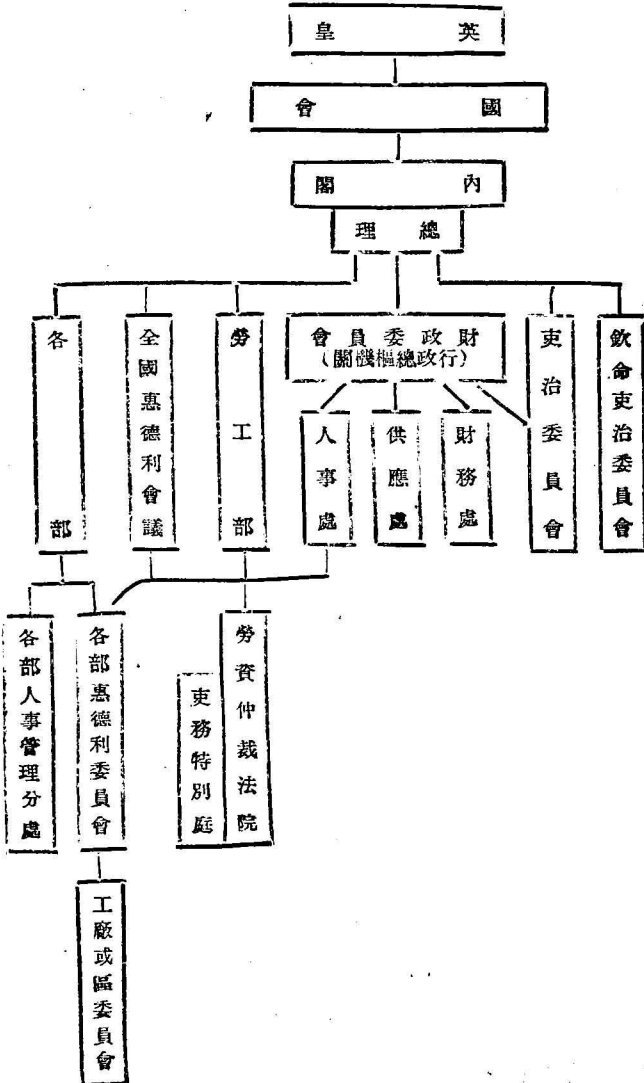 英皇
國會
內閣
總理
欽命吏治委員會
吏治委員會
財政委員會
(行政總樞機關)
勞工部
全國惠德利會議
各部
財務處
供應處
人事處
勞資仲裁法院
吏務特別庭
各部惠德利委員會
各部人事管理分處
工廠或區委員會